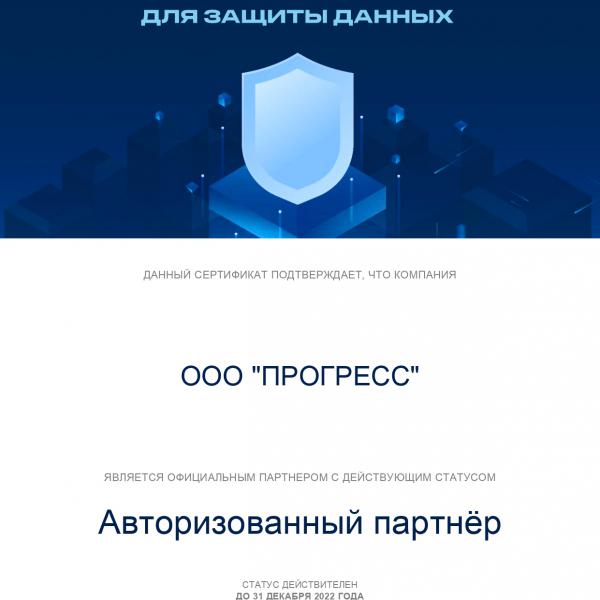 ДЛЯ ЗАЩИТЫ ДАННЫХ
ДАННЫЙ СЕРТИФИКАТ ПОДТВЕРЖДАЕТ, ЧТО КОМПАНИЯ
ООО "ПРОГРЕСС"
ЯВЛЯЕТСЯ ОФИЦИАЛЬНЫМ ПАРТНЕРОМ С ДЕЙСТВУЮЩИМ СТАТУСОМ
Авторизованный партнёр
СТАТУС ДЕЙСТВИТЕЛЕН
ДО 31 ДЕКАБРЯ 2022 ГОДА